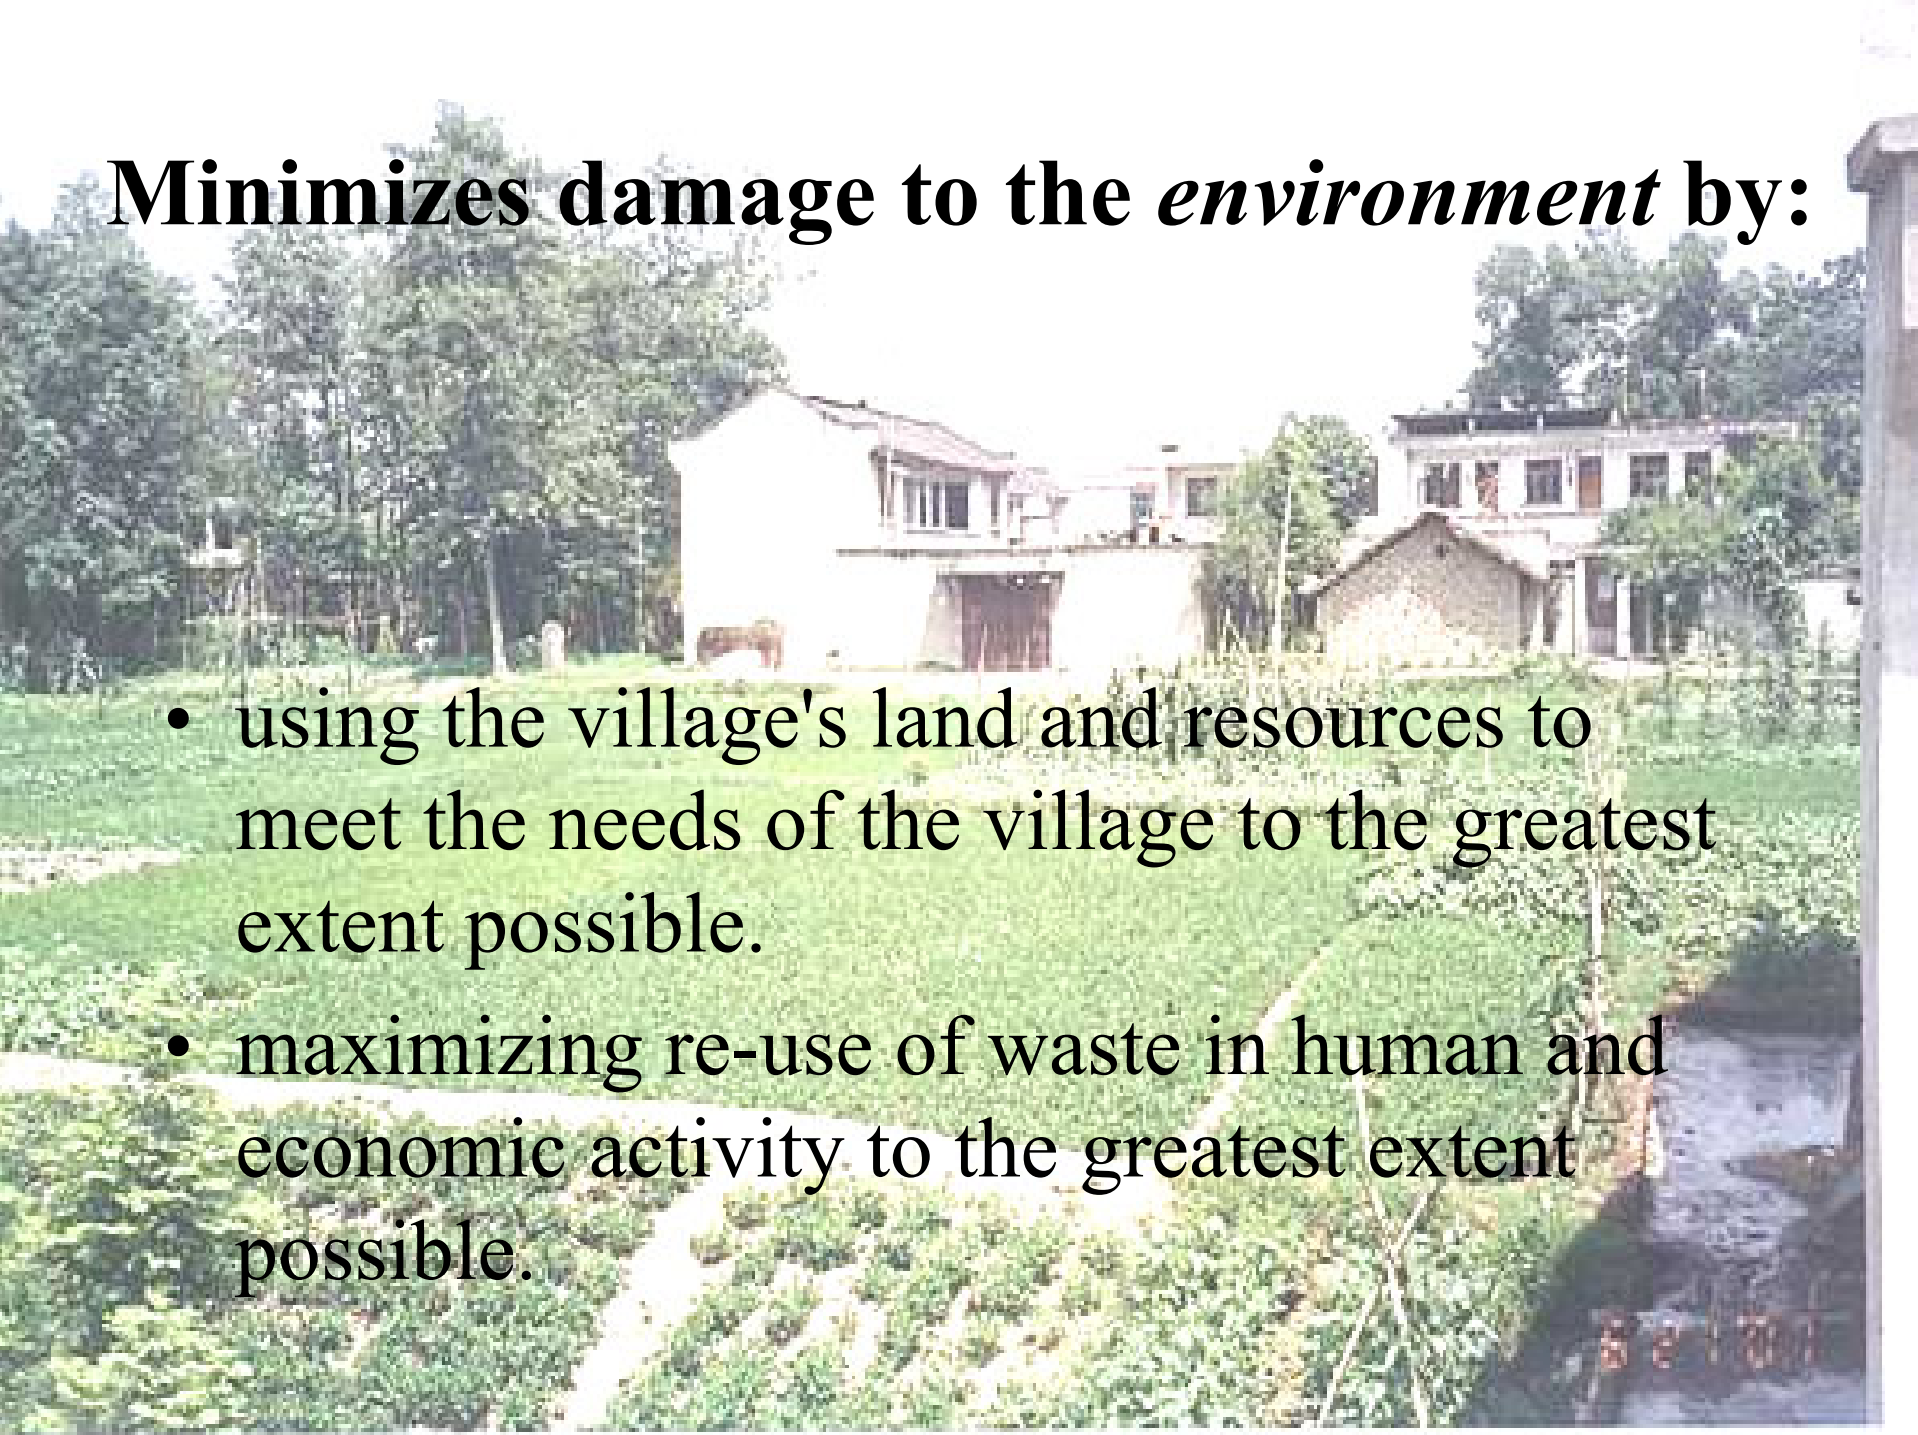 Minimizes damage to the environment by:
• using the village's land and resources to
meet the needs of the village to the greatest
extent possible.
• maximizing re-use of waste in human and
economic activity to the greatest extent
possible.